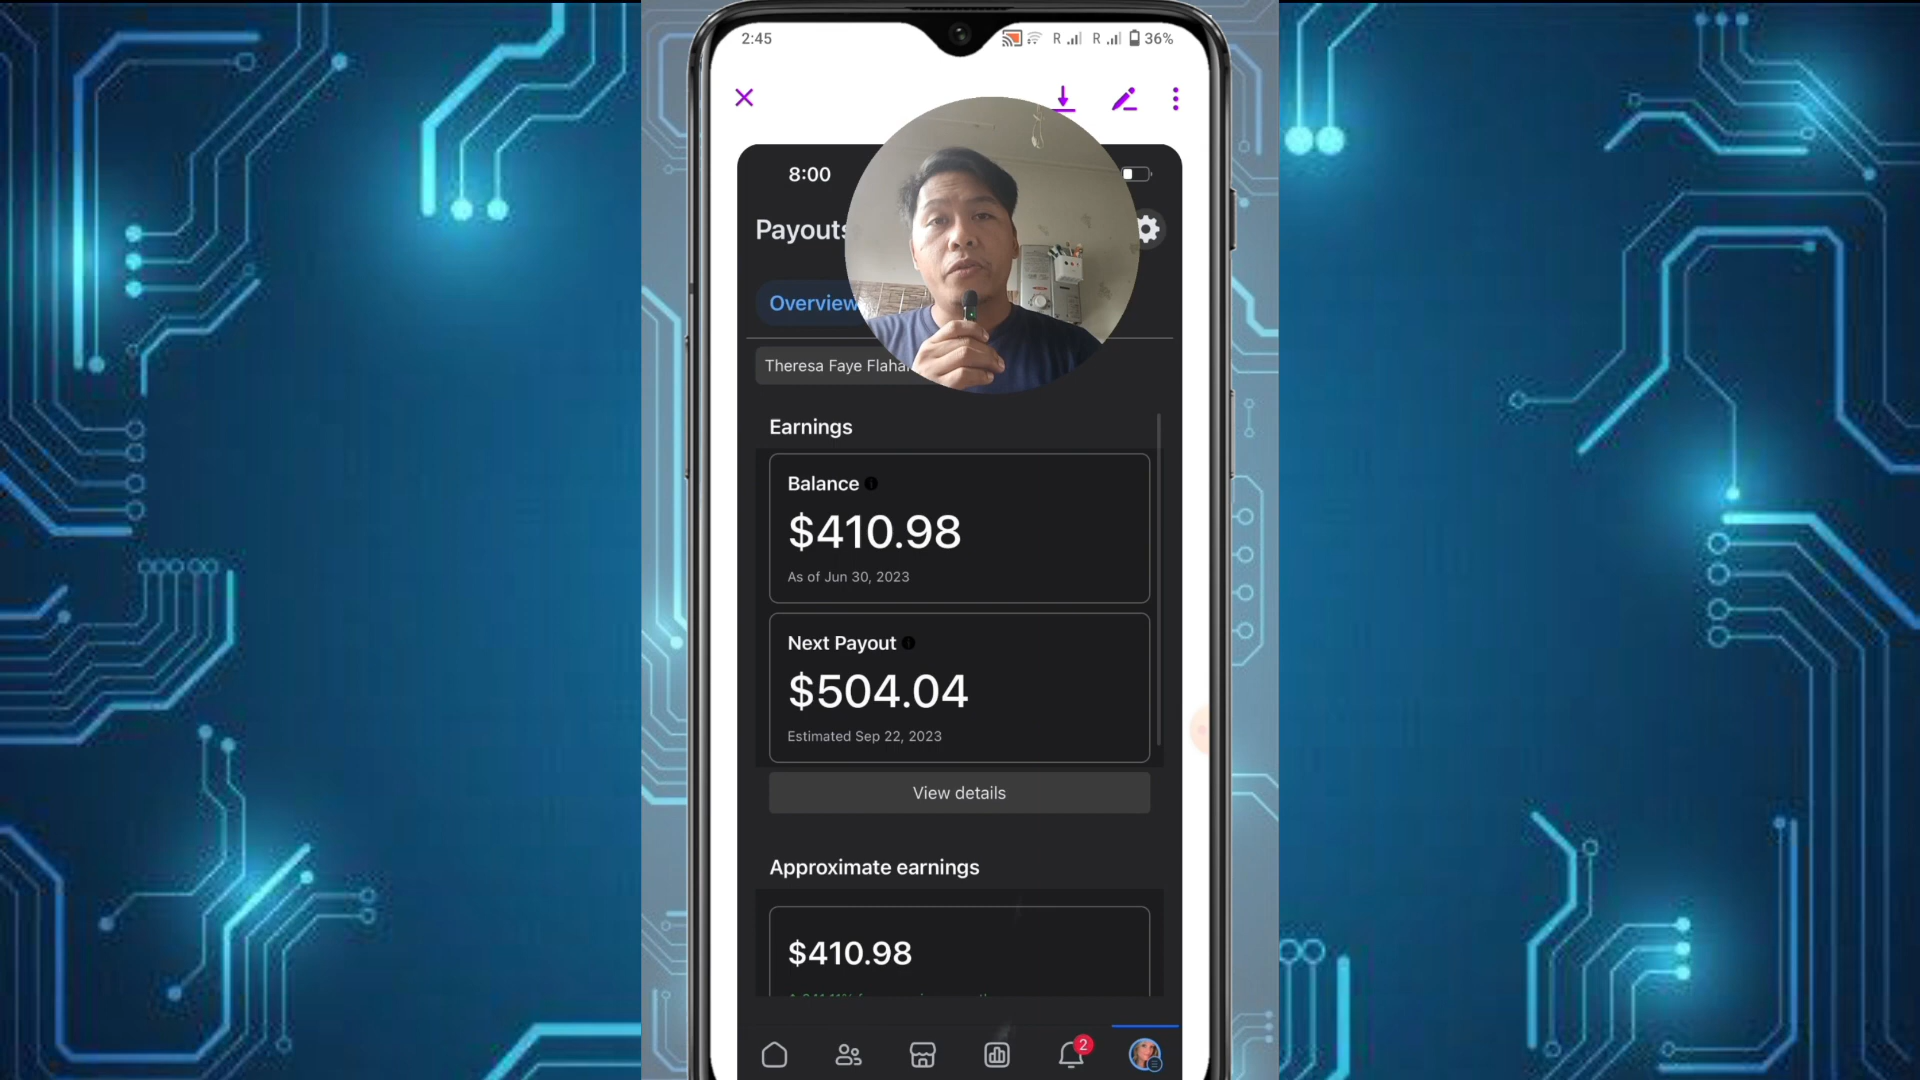 2:45
R
R
36%
8:00
Payouts
Overview
Theresa Faye
Earnings
Balance
$410.98
As of Jun 30, 2023
Next Payout
$504.04
Estimated Sep 22, 2023
View details
Approximate earnings
$410.98
2